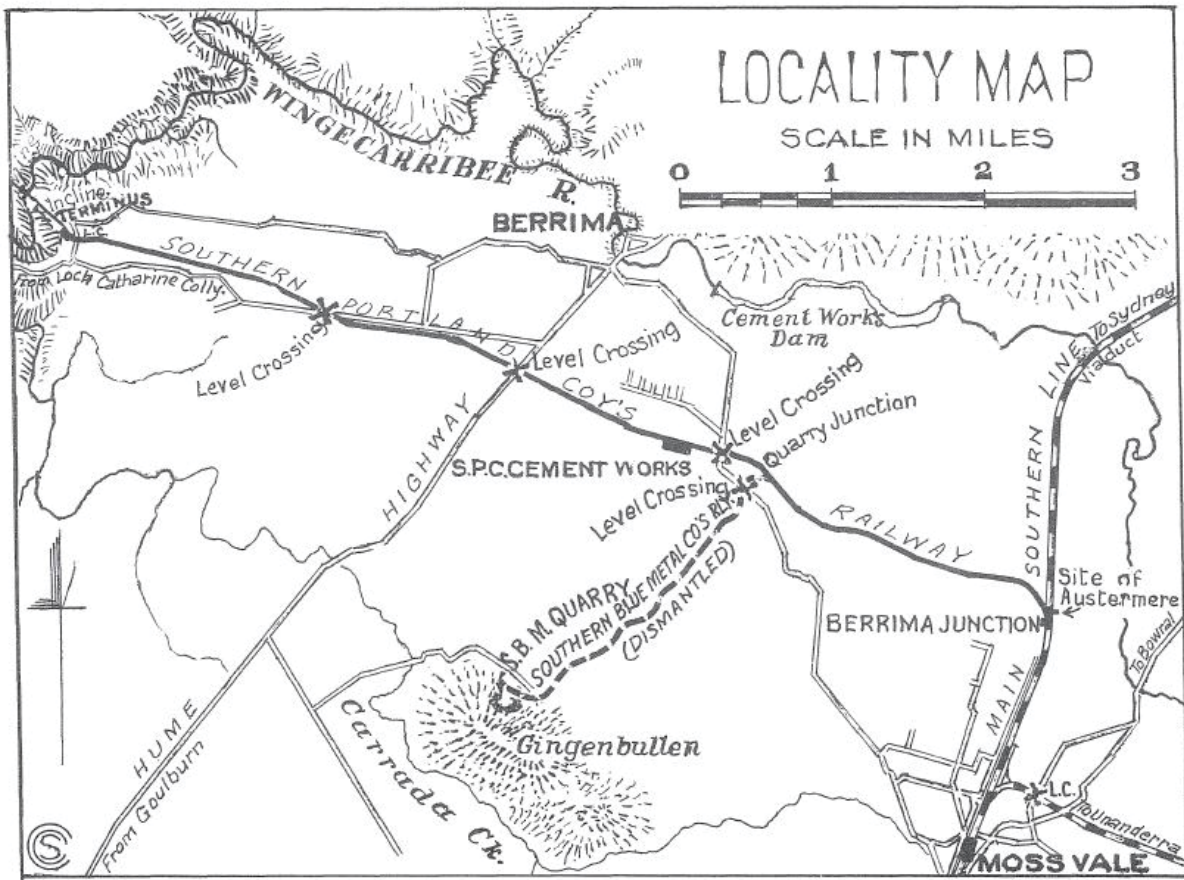 LOCALITY MAP
SCALE IN MILES
0 1 2 3
WINGECARRIBEE R.
BERRIMA
Incline
TERMINUS
L.C.
From Loch Catharine Colly.
SOUTHERN PORTLAND COY'S RAILWAY
Level Crossing
Level Crossing
Cement Works
Dam
Level Crossing
Quarry Junction
To Sydney
Viaduct
MAIN SOUTHERN LINE
S.P.C. CEMENT WORKS
Level Crossing
HUME HIGHWAY
From Goulburn
S.B.M. QUARRY
SOUTHERN BLUE METAL CO'S RLY.
(DISMANTLED)
Site of
Austermere
BERRIMA JUNCTION
To Bowral
Gingenbullen
Carrada Ck.
L.C.
To Unanderra
MOSS VALE
CS